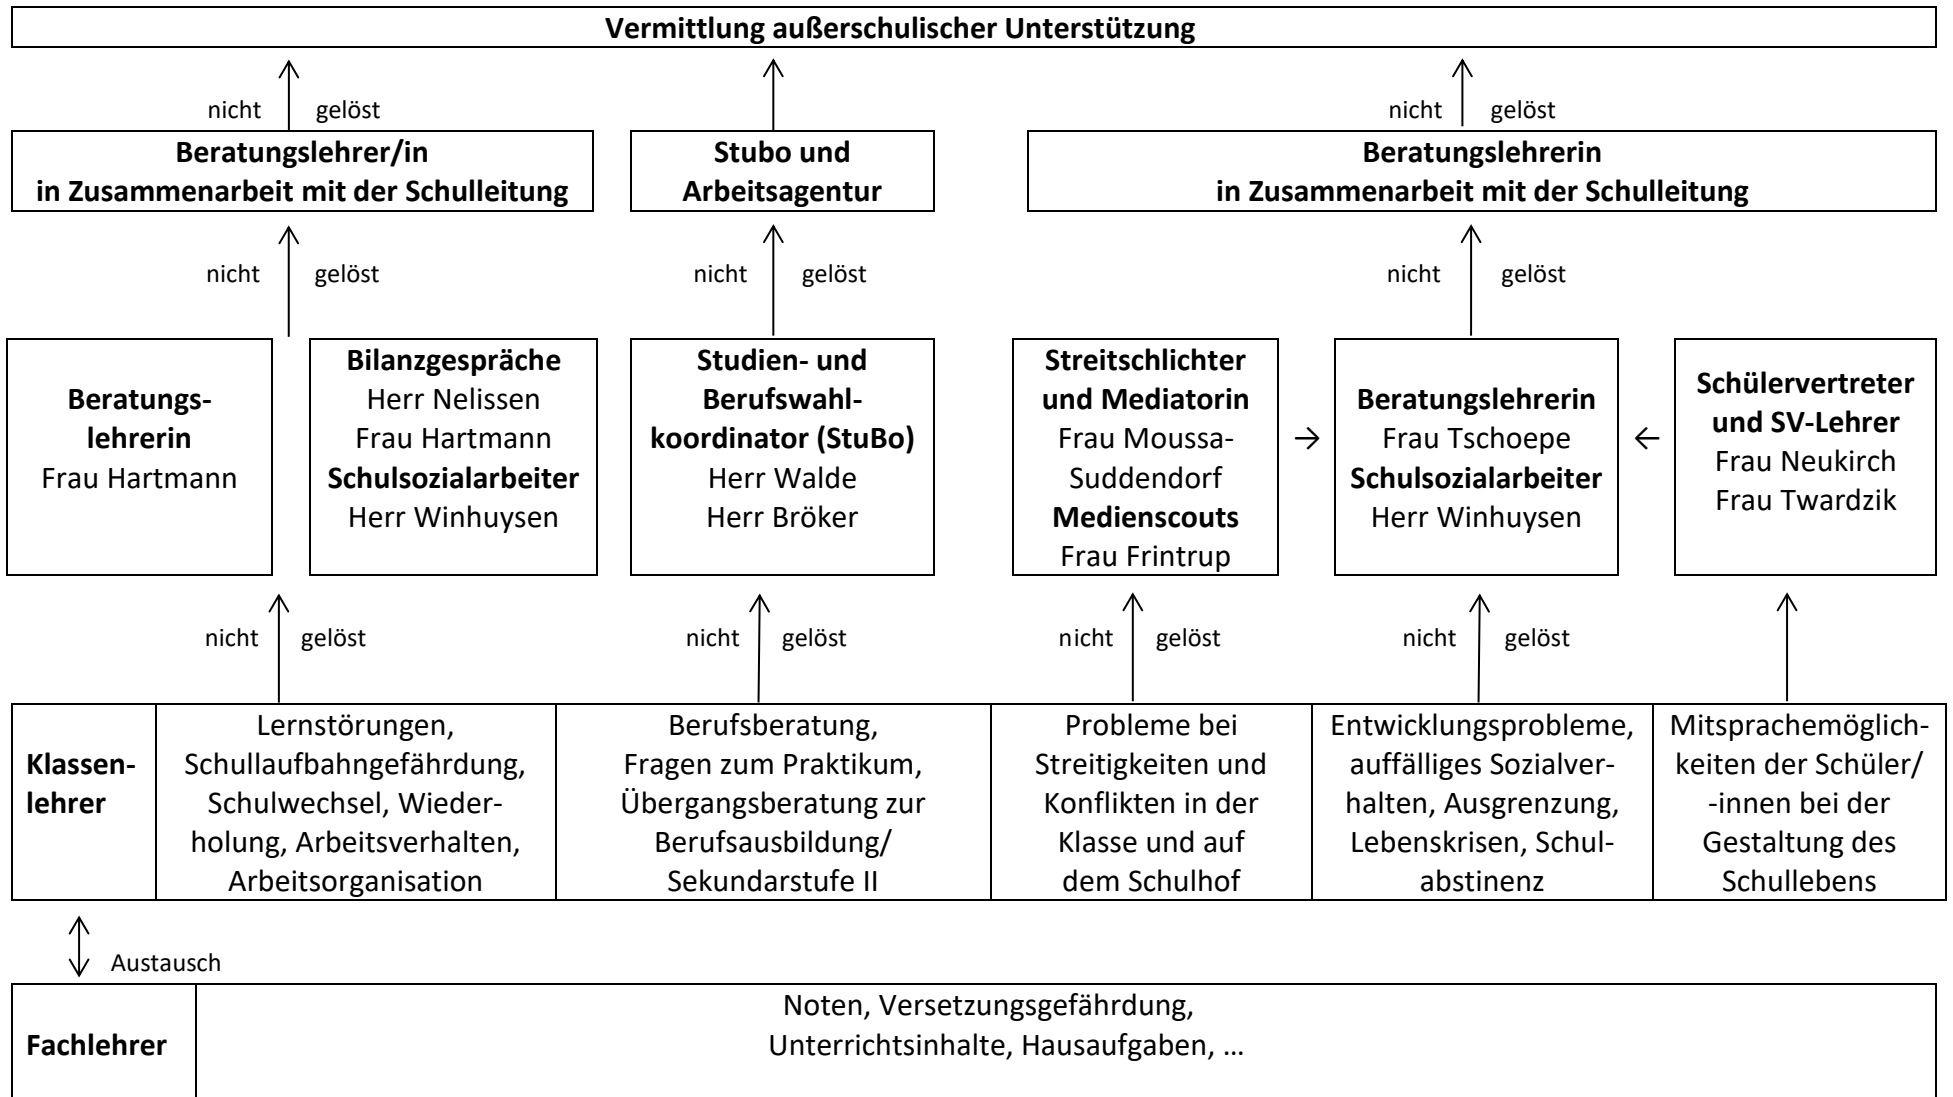 Vermittlung außerschulischer Unterstützung
nicht gelöst
nicht gelöst
Beratungslehrer/in
in Zusammenarbeit mit der Schulleitung
Stubo und
Arbeitsagentur
Beratungslehrerin
in Zusammenarbeit mit der Schulleitung
nicht gelöst
nicht gelöst
nicht gelöst
Beratungs-
lehrerin
Frau Hartmann
Bilanzgespräche
Herr Nelissen
Frau Hartmann
Schulsozialarbeiter
Herr Winhuysen
Studien- und
Berufswahl-
koordinator (StuBo)
Herr Walde
Herr Bröker
Streitschlichter
und Mediatorin
Frau Moussa-
Suddendorf
Medienscouts
Frau Frintrup
→
Beratungslehrerin
Frau Tschoepe
Schulsozialarbeiter
Herr Winhuysen
←
Schülervertreter
und SV-Lehrer
Frau Neukirch
Frau Twardzik
nicht gelöst
nicht gelöst
nicht gelöst
nicht gelöst
Klassen-
lehrer
Lernstörungen,
Schullaufbahngefährdung,
Schulwechsel, Wieder-
holung, Arbeitsverhalten,
Arbeitsorganisation
Berufsberatung,
Fragen zum Praktikum,
Übergangsberatung zur
Berufsausbildung/
Sekundarstufe II
Probleme bei
Streitigkeiten und
Konflikten in der
Klasse und auf
dem Schulhof
Entwicklungsprobleme,
auffälliges Sozialver-
halten, Ausgrenzung,
Lebenskrisen, Schul-
abstinenz
Mitsprachemöglich-
keiten der Schüler/
-innen bei der
Gestaltung des
Schullebens
Austausch
Fachlehrer
Noten, Versetzungsgefährdung,
Unterrichtsinhalte, Hausaufgaben, …